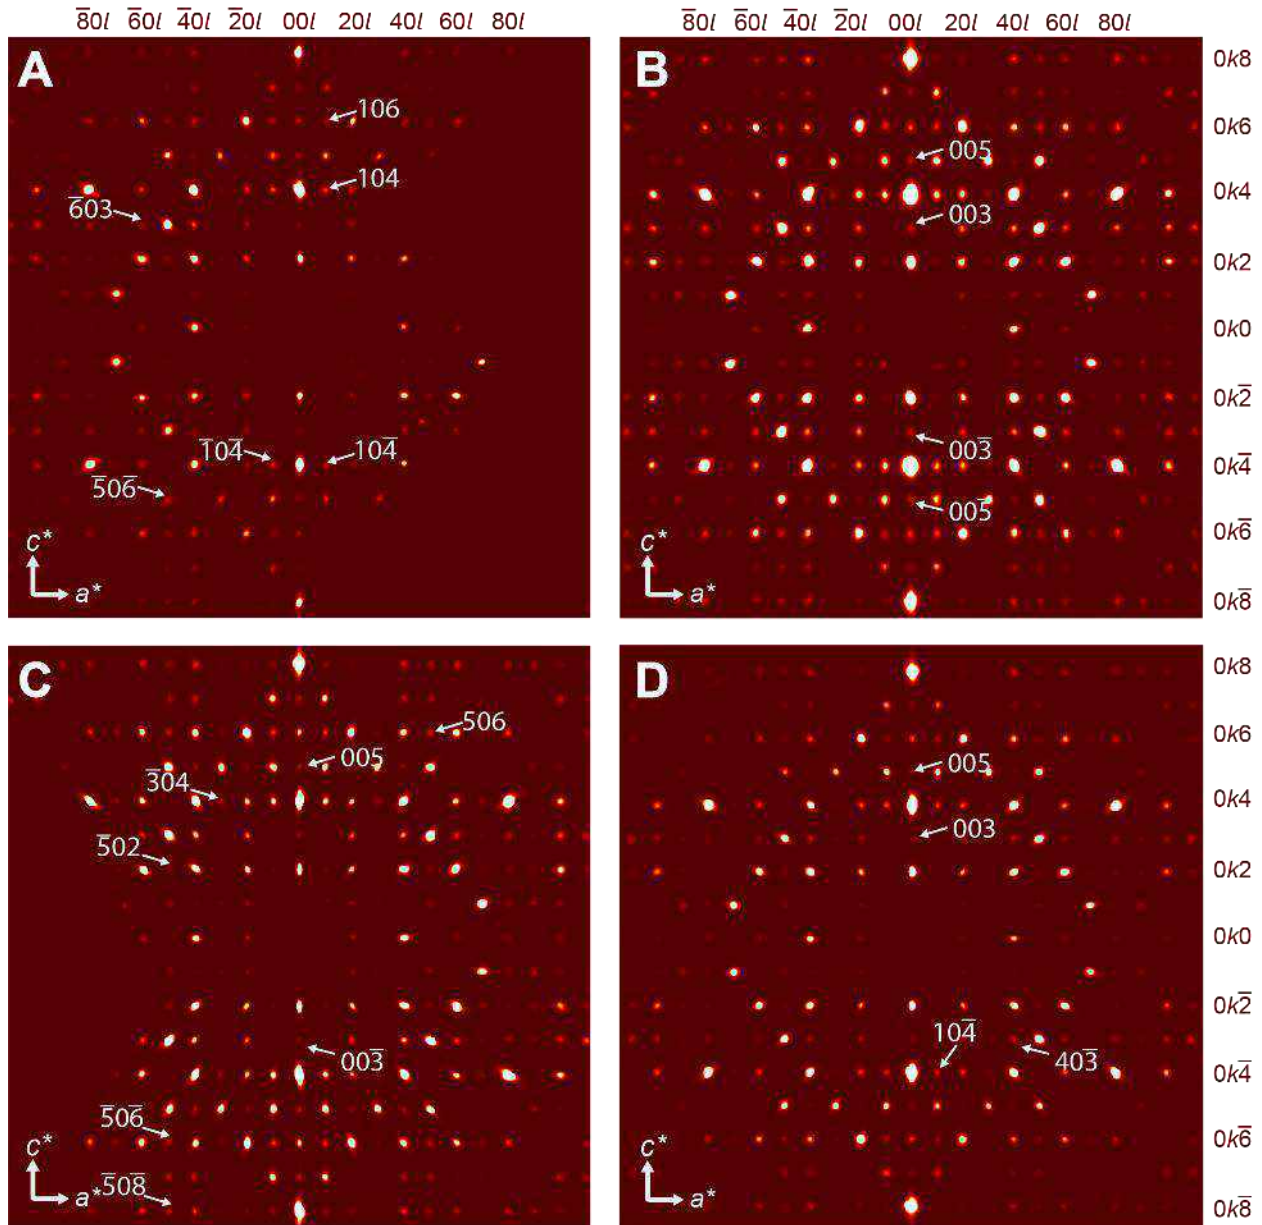 8̅0l 6̅0l 4̅0l 2̅0l 00l 20l 40l 60l 80l
8̅0l 6̅0l 4̅0l 2̅0l 00l 20l 40l 60l 80l
A
106
104
6̅03
1̅04̅
104̅
5̅06̅
c*
a*
B
005
003
003̅
005̅
c*
a*
0k8
0k6
0k4
0k2
0k0
0k2̅
0k4̅
0k6̅
0k8̅
C
506
005
3̅04
5̅02
003̅
5̅06̅
c*
a* 5̅08̅
D
005
003
104̅
403̅
c*
a*
0k8
0k6
0k4
0k2
0k0
0k2̅
0k4̅
0k6̅
0k8̅